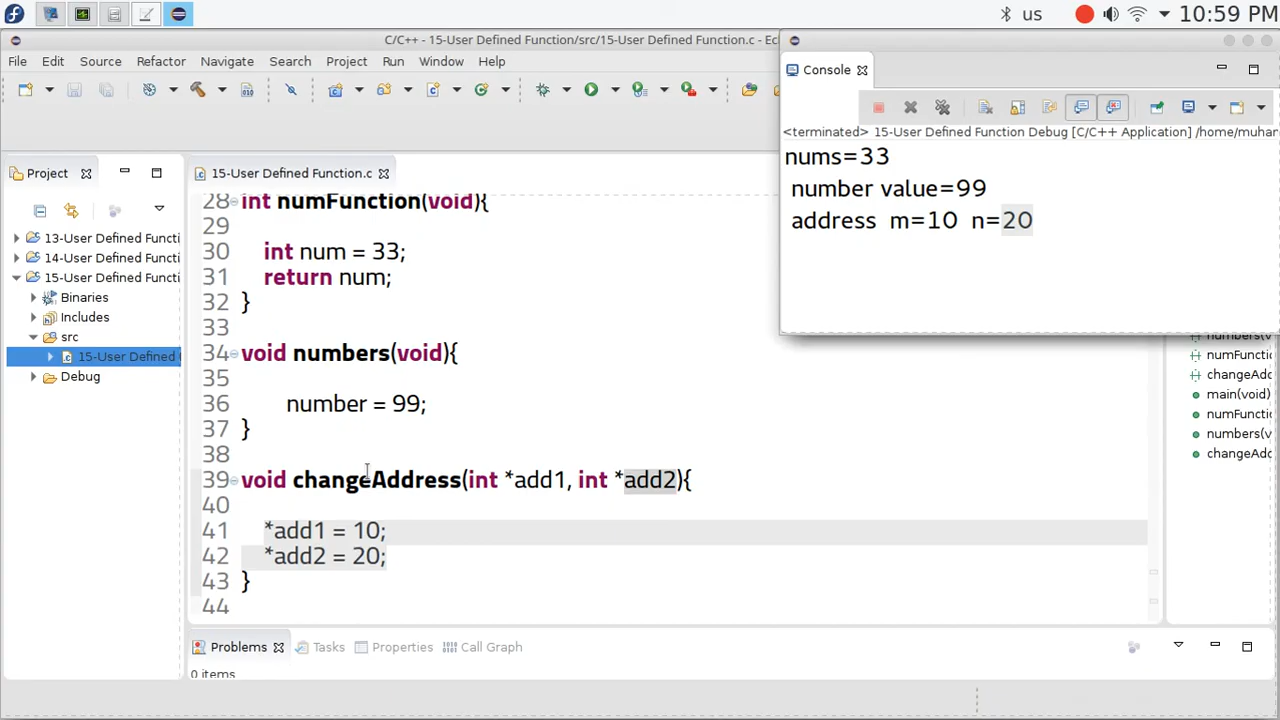 us
10:59 PM
C/C++ - 15-User Defined Function/src/15-User Defined Function.c - Ecl
File Edit Source Refactor Navigate Search Project Run Window Help
Console
<terminated> 15-User Defined Function Debug [C/C++ Application] /home/muhar
nums=33
number value=99
address m=10 n=20
Project
13-User Defined Functi
14-User Defined Functi
15-User Defined Functi
Binaries
Includes
src
15-User Defined F
Debug
15-User Defined Function.c
28 int numFunction(void){
29
30 int num = 33;
31 return num;
32 }
33
34 void numbers(void){
35
36 number = 99;
37 }
38
39 void changeAddress(int *add1, int *add2){
40
41 *add1 = 10;
42 *add2 = 20;
43 }
44
numbers(v
numFunctio
changeAdd
main(void)
numFunctio
numbers(v
changeAdd
Problems Tasks Properties Call Graph
0 items